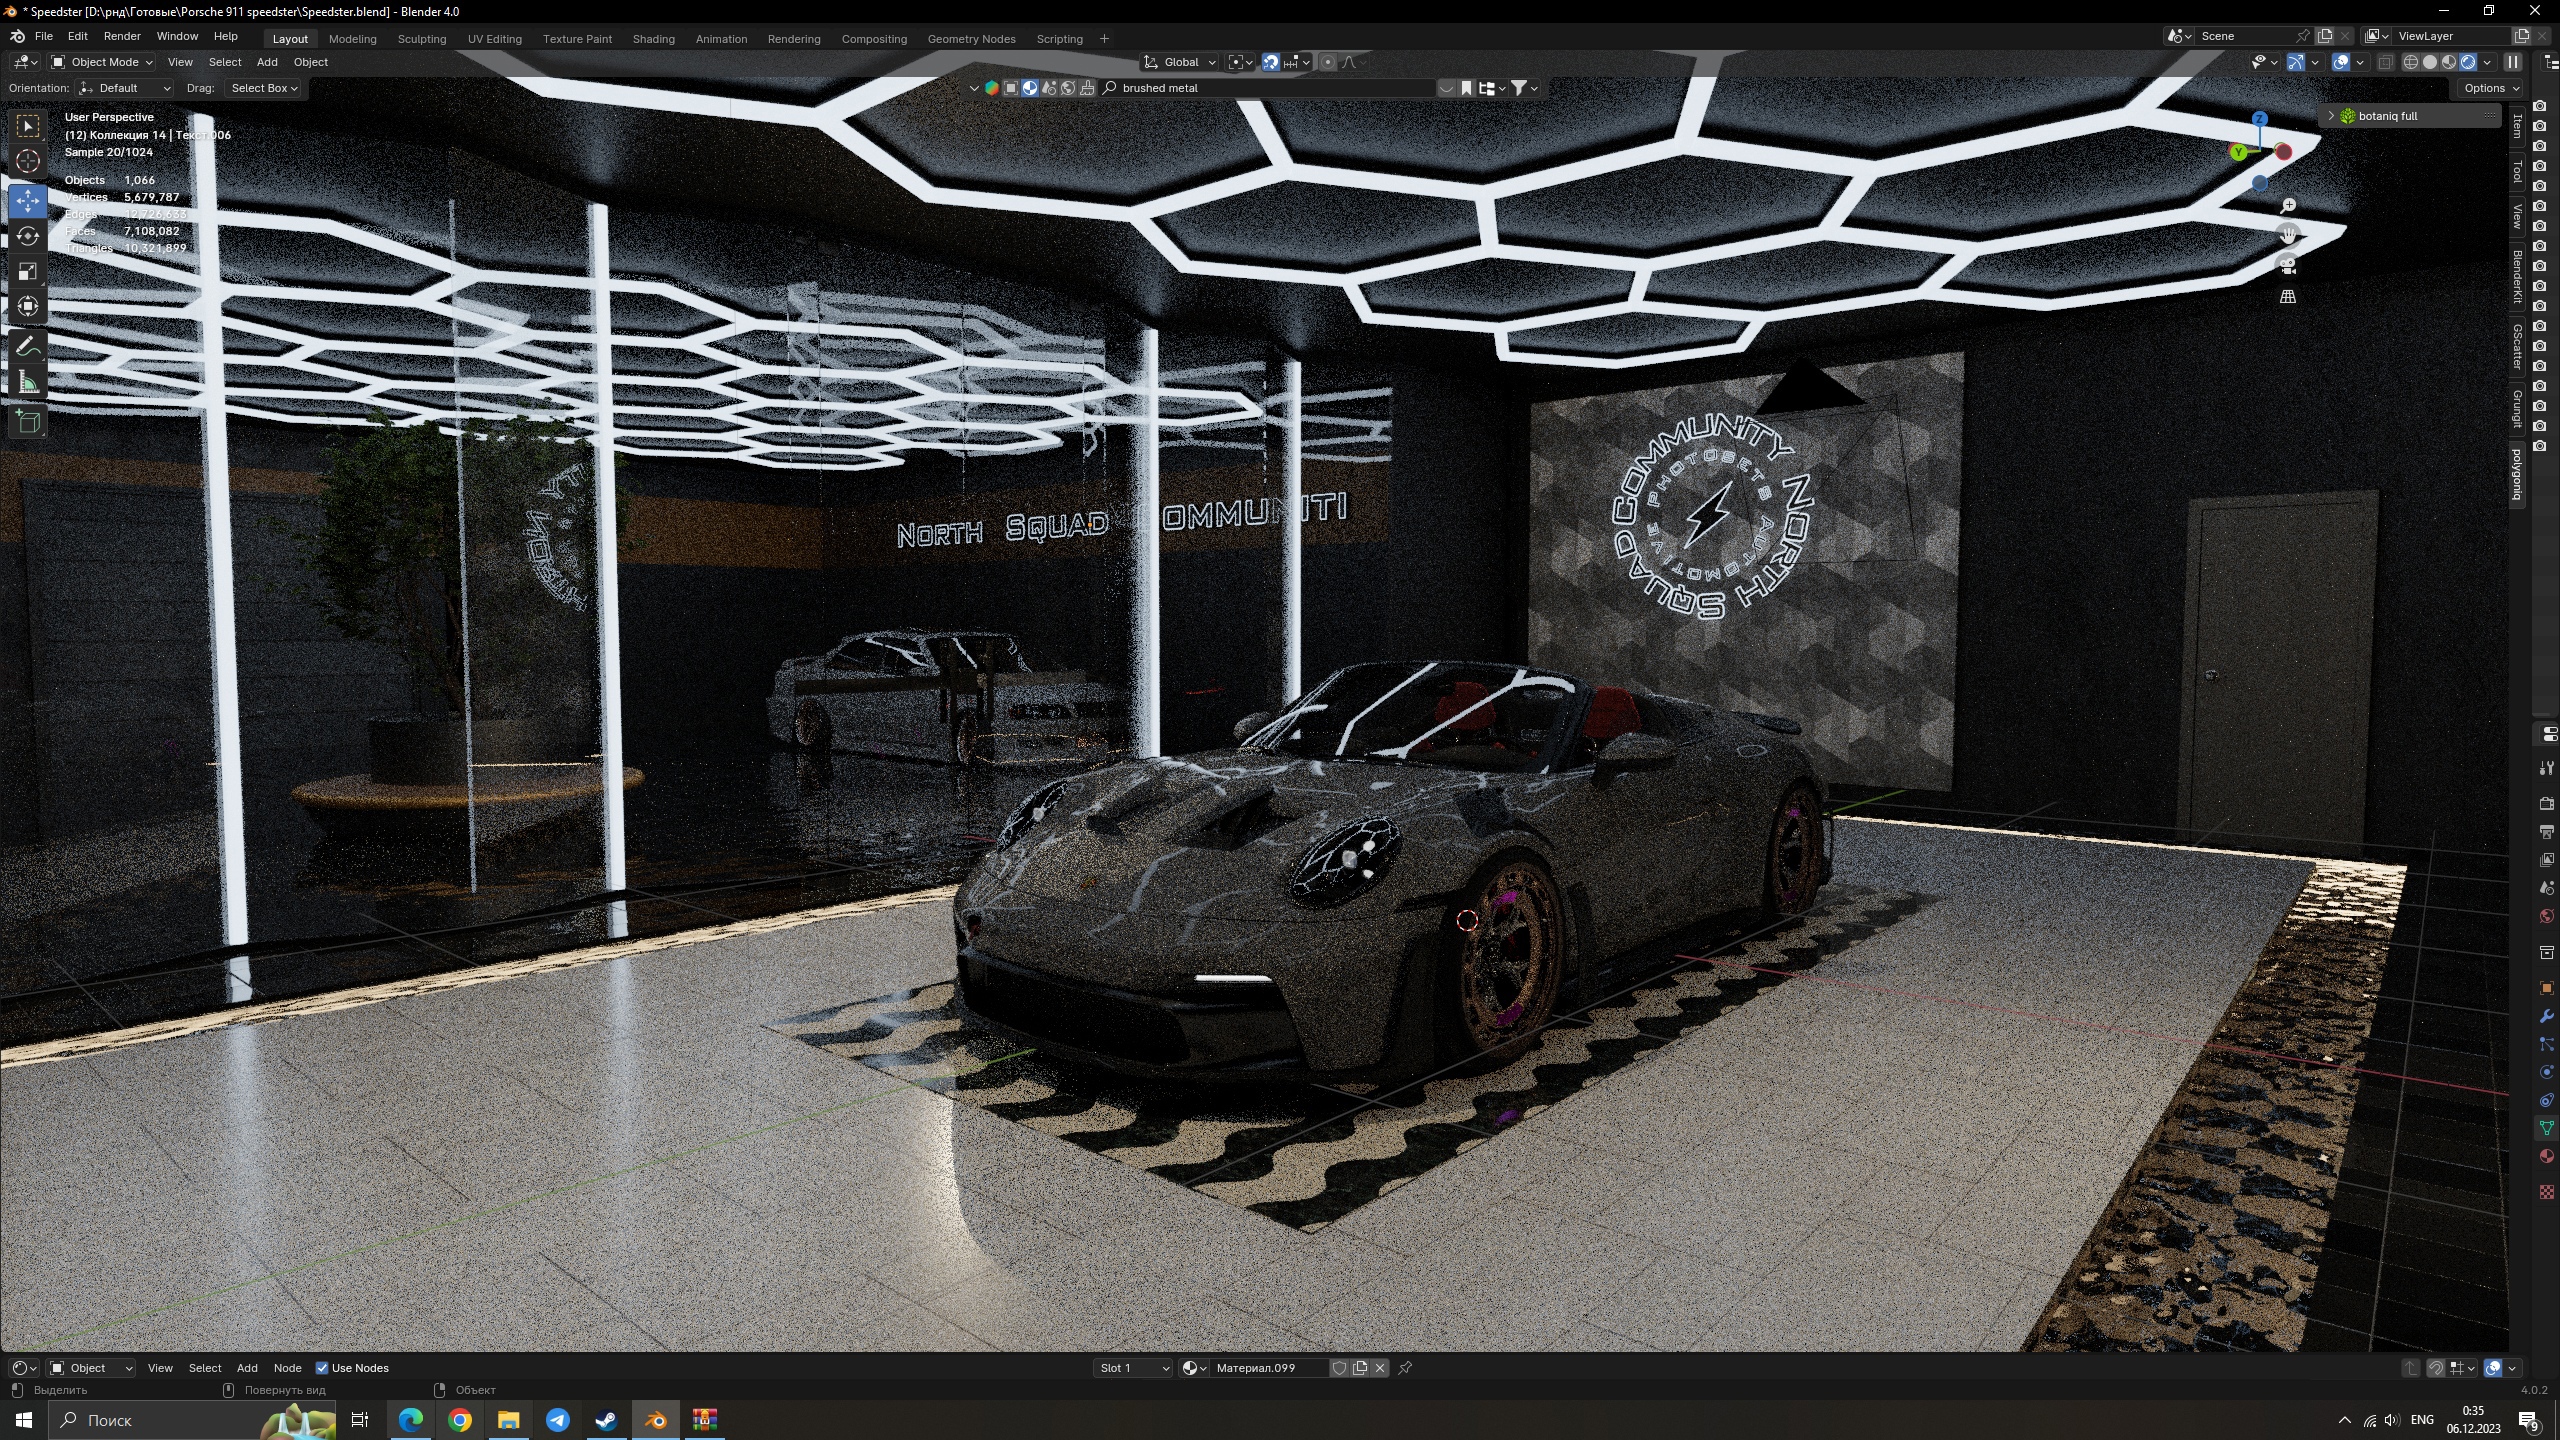 * Speedster [D:\рнд\Готовые\Porsche 911 speedster\Speedster.blend] - Blender 4.0
File Edit Render Window Help Layout Modeling Sculpting UV Editing Texture Paint Shading Animation Rendering Compositing Geometry Nodes Scripting + Scene ViewLayer
Object Mode View Select Add Object Global
Orientation: Default Drag: Select Box brushed metal Options
User Perspective
(12) Коллекция 14 | Текст.006
Sample 20/1024
Objects 1,066
Vertices 5,679,787
Edges 12,726,633
Faces 7,108,082
Triangles 10,321,899
botaniq full
Z
Y
Item
Tool
View
BlenderKit
GScatter
Grungit
polygoniq
COMMUNITY NORTH SQUAD
PHOTOSETS AUTOMOTIVE
NORTH SQUAD OMMUNITI
Object View Select Add Node Use Nodes Slot 1 Материал.099
Выделить Повернуть вид Объект 4.0.2
Поиск
ENG
0:35
06.12.2023
9